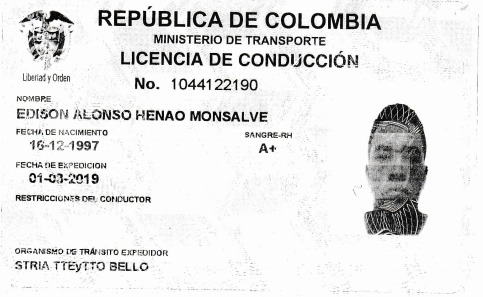 REPÚBLICA DE COLOMBIA
MINISTERIO DE TRANSPORTE
LICENCIA DE CONDUCCIÓN
Libertad y Orden
No. 1044122190
NOMBRE
EDISON ALONSO HENAO MONSALVE
FECHA DE NACIMIENTO
SANGRE-RH
16-12-1997
A+
FECHA DE EXPEDICION
01-03-2019
RESTRICCIONES DEL CONDUCTOR
ORGANISMO DE TRÁNSITO EXPEDIDOR
STRIA TTEyTTO BELLO